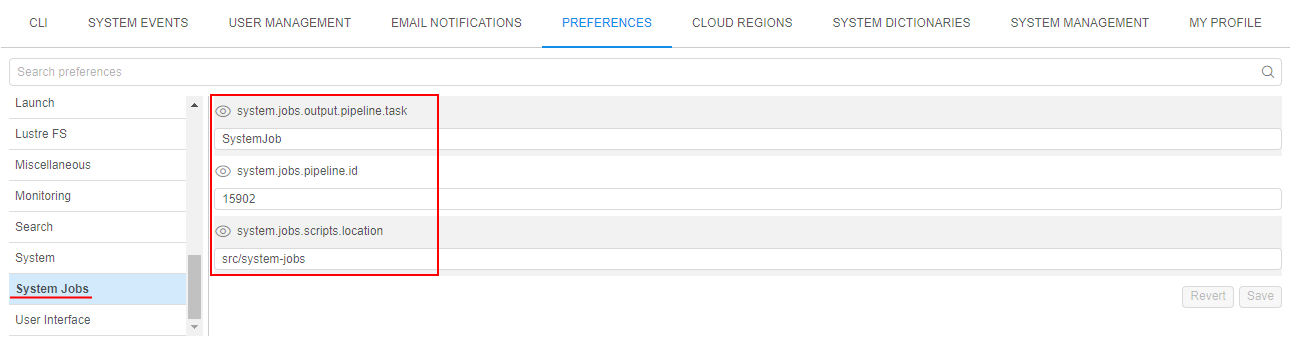 CLI SYSTEM EVENTS USER MANAGEMENT EMAIL NOTIFICATIONS PREFERENCES CLOUD REGIONS SYSTEM DICTIONARIES SYSTEM MANAGEMENT MY PROFILE
Search preferences
Launch
Lustre FS
Miscellaneous
Monitoring
Search
System
System Jobs
User Interface
system.jobs.output.pipeline.task
SystemJob
system.jobs.pipeline.id
15902
system.jobs.scripts.location
src/system-jobs
Revert Save